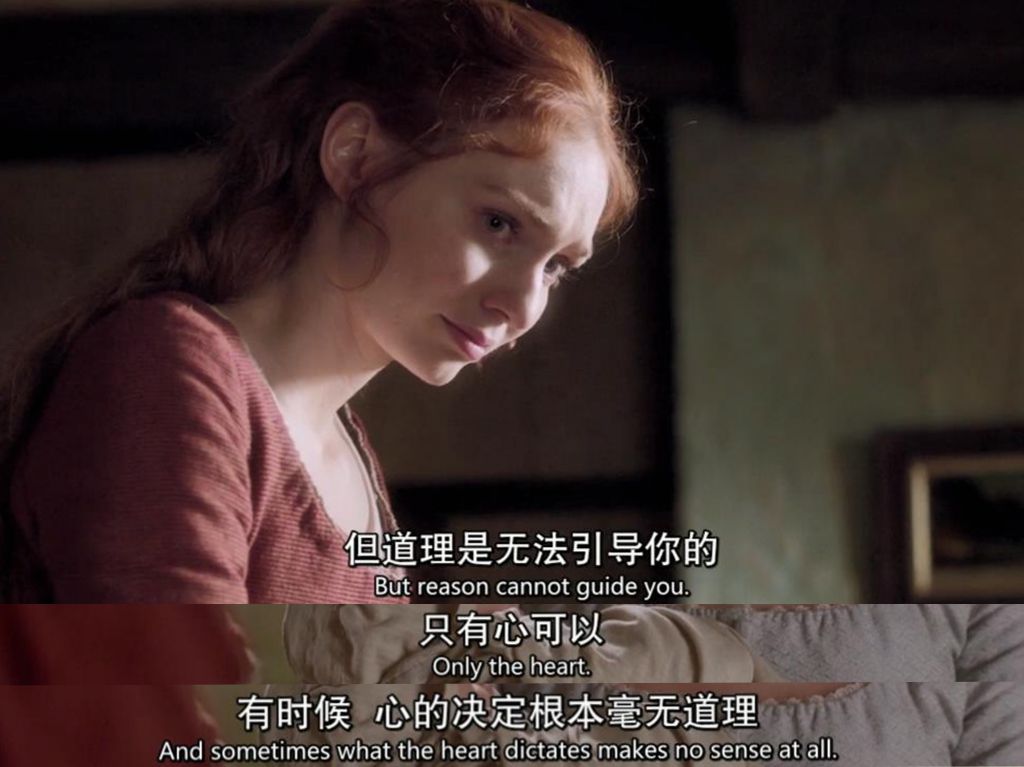 但道理是无法引导你的
But reason cannot guide you.
只有心可以
Only the heart.
有时候 心的决定根本毫无道理
And sometimes what the heart dictates makes no sense at all.